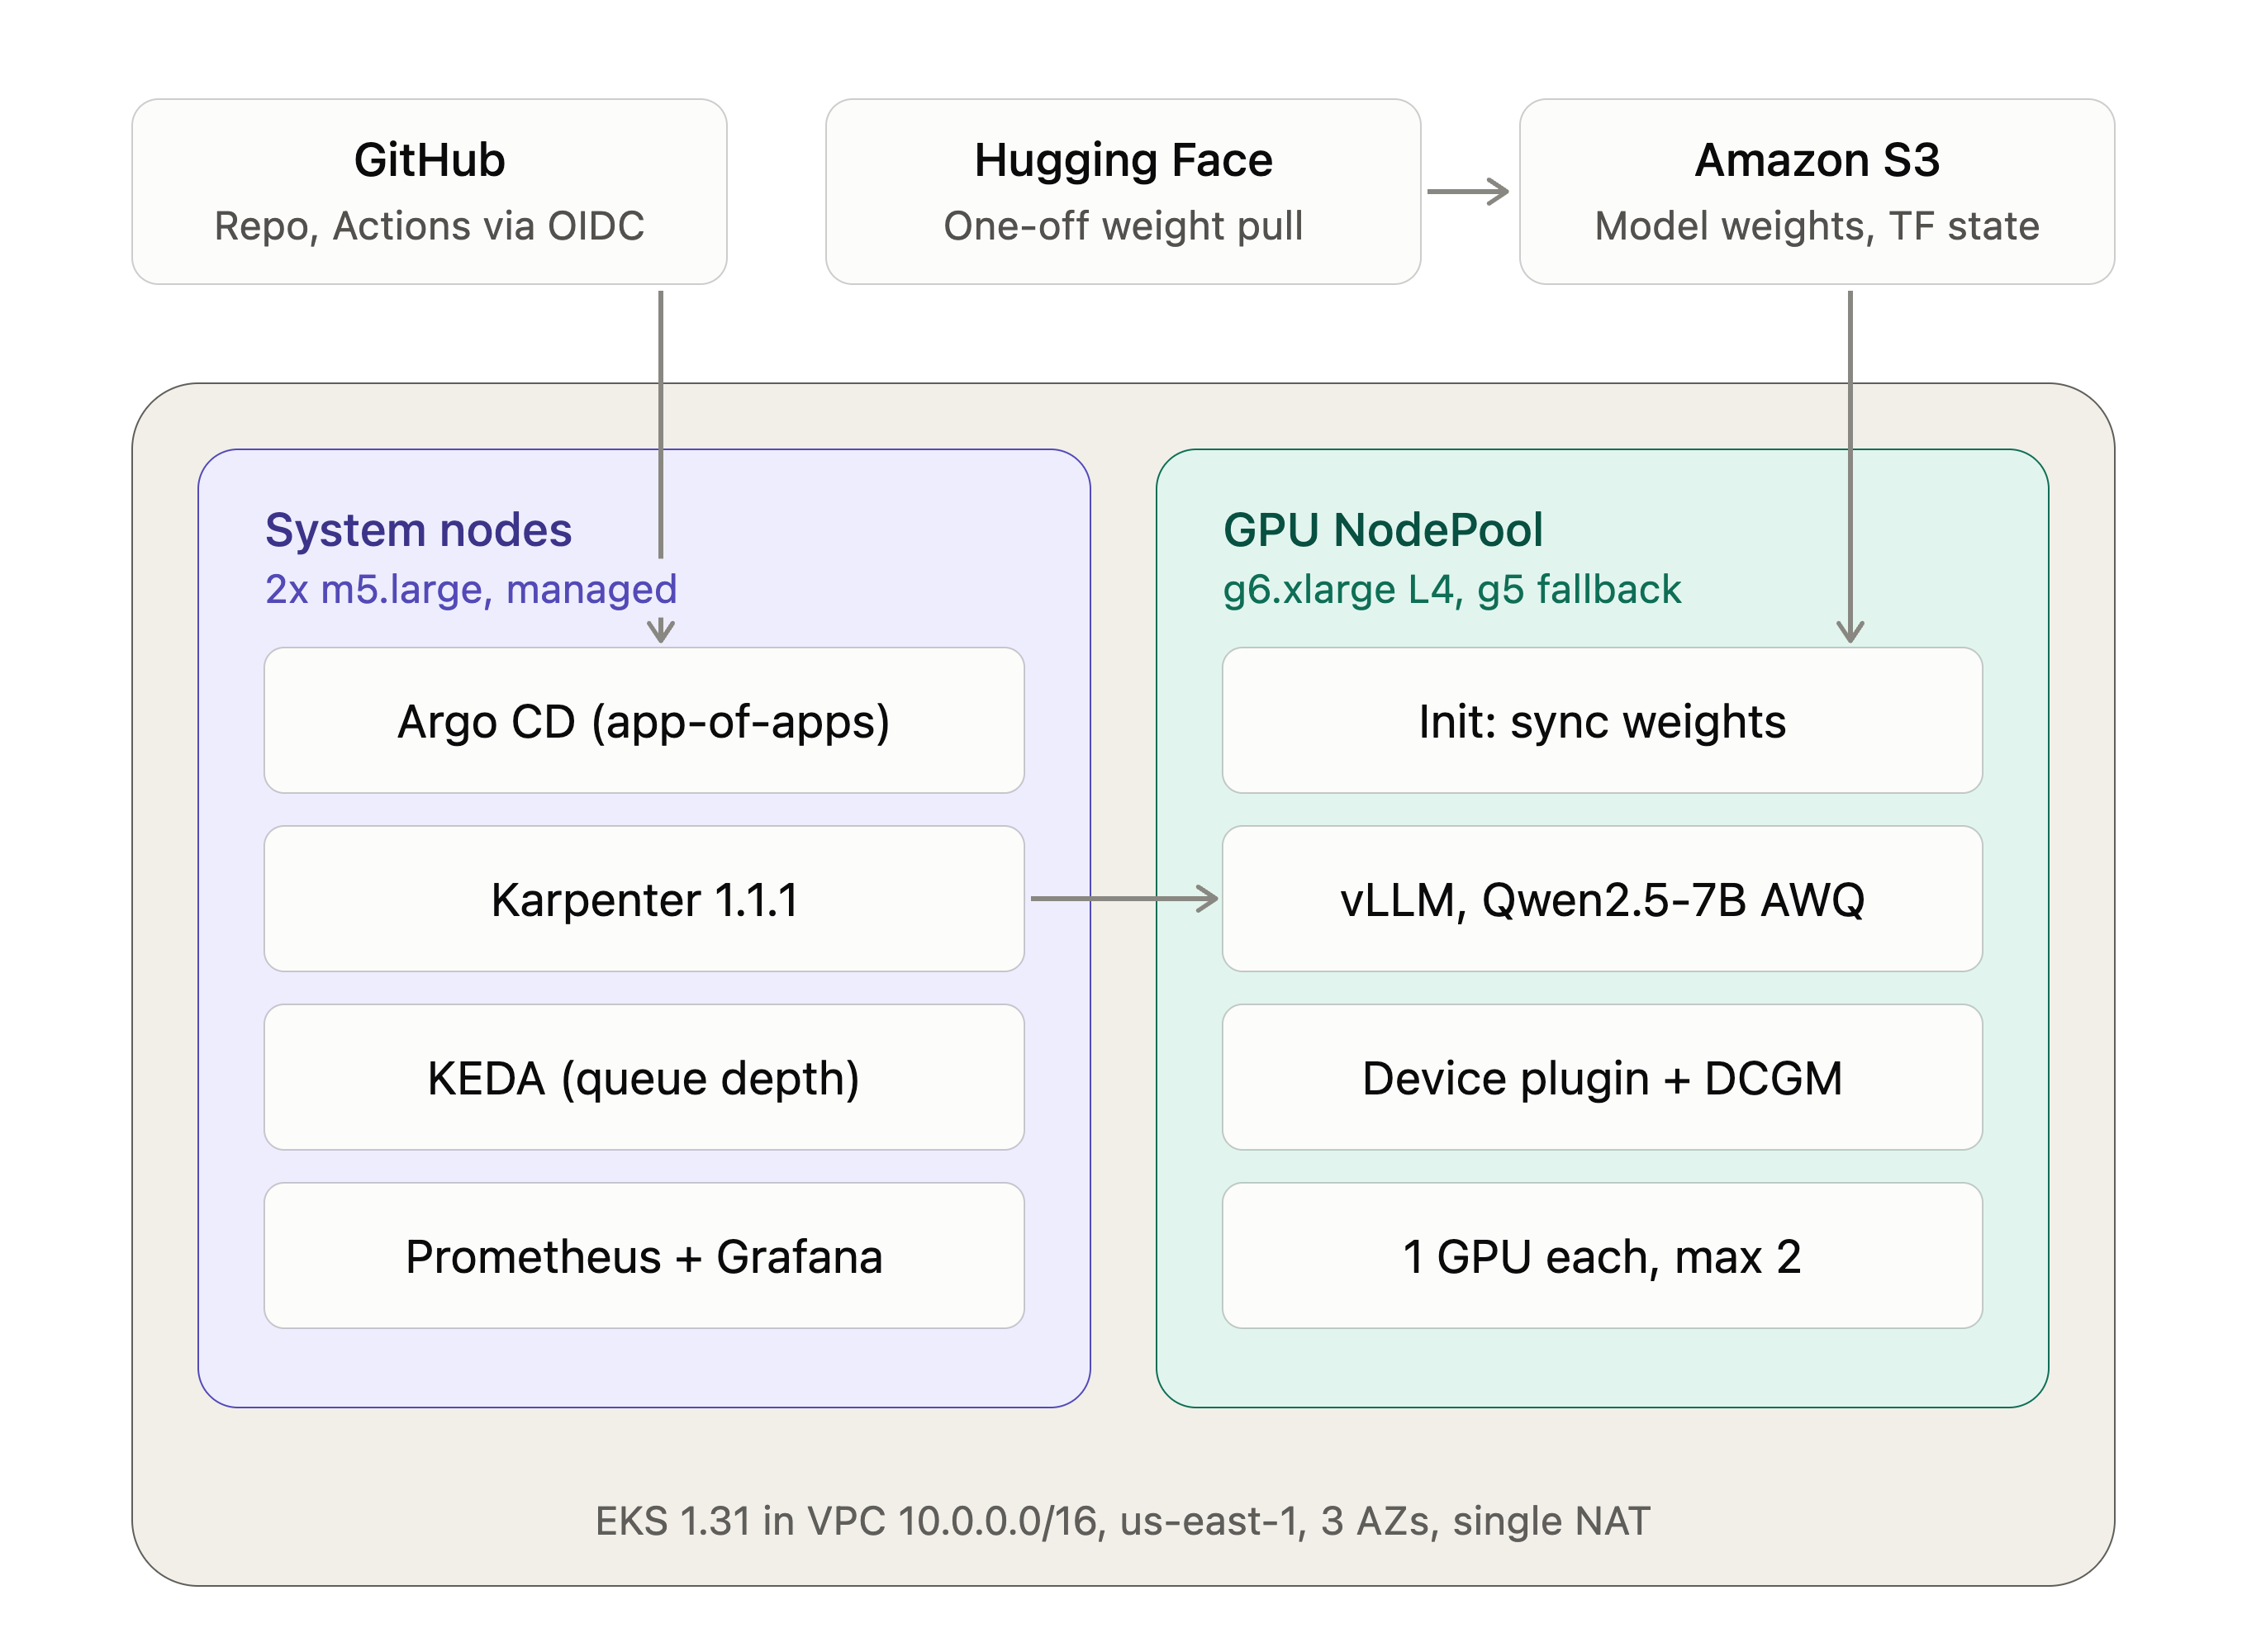 GitHub
Repo, Actions via OIDC
Hugging Face
One-off weight pull
Amazon S3
Model weights, TF state
System nodes
2x m5.large, managed
Argo CD (app-of-apps)
Karpenter 1.1.1
KEDA (queue depth)
Prometheus + Grafana
GPU NodePool
g6.xlarge L4, g5 fallback
Init: sync weights
vLLM, Qwen2.5-7B AWQ
Device plugin + DCGM
1 GPU each, max 2
EKS 1.31 in VPC 10.0.0.0/16, us-east-1, 3 AZs, single NAT